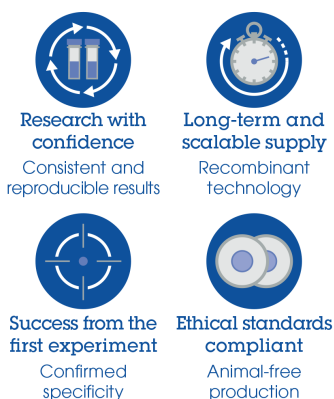 Research with
confidence
Consistent and
reproducible results
Long-term and
scalable supply
Recombinant
technology
Success from the
first experiment
Confirmed
specificity
Ethical standards
compliant
Animal-free
production